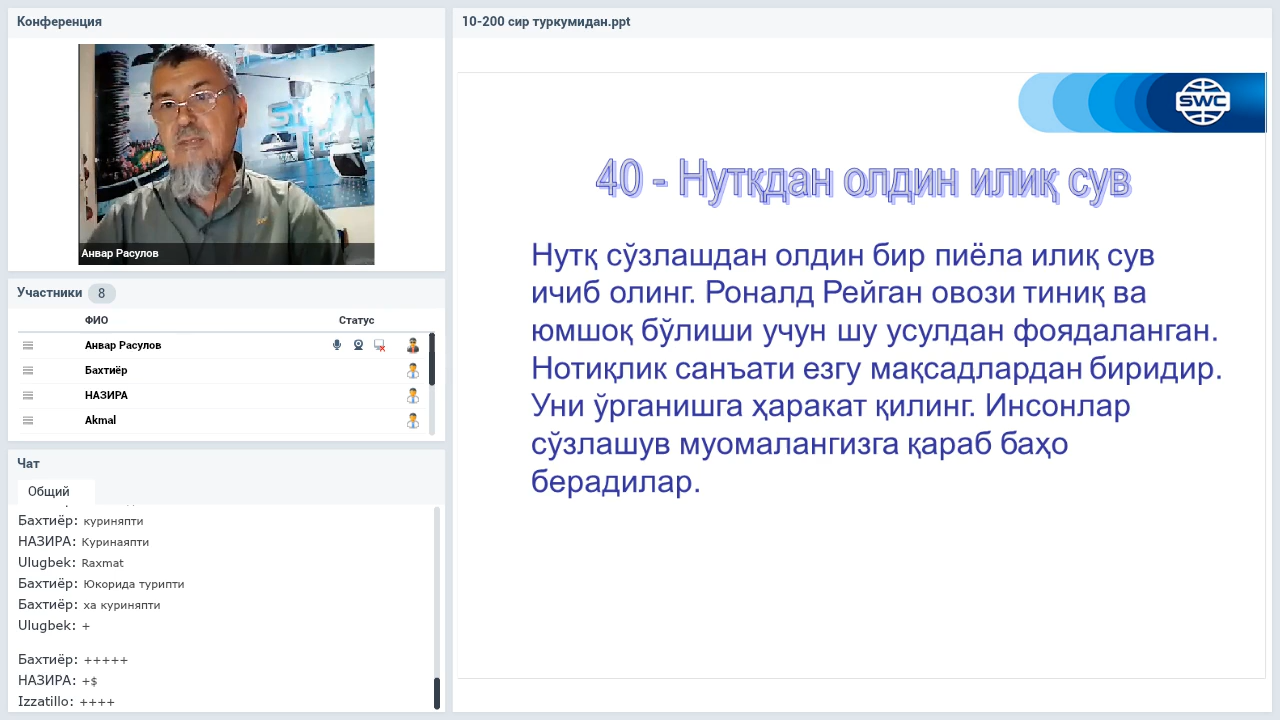 Конференция
Анвар Расулов
Участники 8
ФИО Статус
Анвар Расулов
Бахтиёр
НАЗИРА
Akmal
Чат
Общий
Бахтиёр: куриняпти
НАЗИРА: Куринаяпти
Ulugbek: Raxmat
Бахтиёр: Юкорида турипти
Бахтиёр: ха куриняпти
Ulugbek: +
Бахтиёр: +++++
НАЗИРА: +$
Izzatillo: ++++
10-200 сир туркумидан.ppt
SWC
40 - Нутқдан олдин илиқ сув
Нутқ сўзлашдан олдин бир пиёла илиқ сув
ичиб олинг. Роналд Рейган овози тиниқ ва
юмшоқ бўлиши учун шу усулдан фоядаланган.
Нотиқлик санъати езгу мақсадлардан биридир.
Уни ўрганишга ҳаракат қилинг. Инсонлар
сўзлашув муомалангизга қараб баҳо
берадилар.